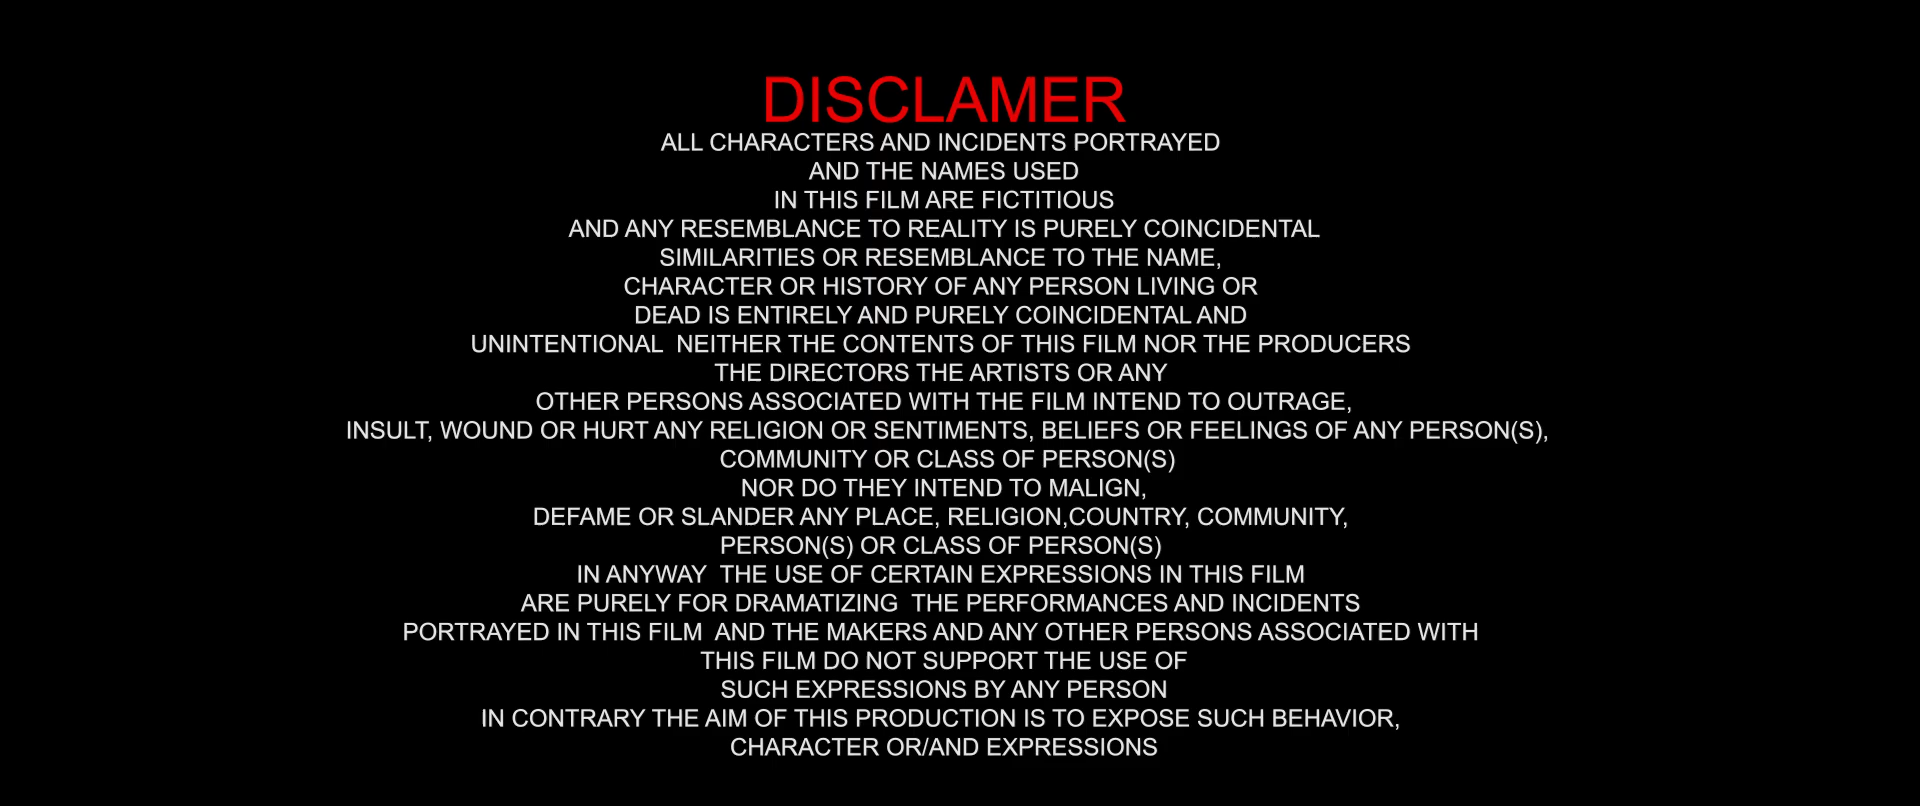 DISCLAMER
ALL CHARACTERS AND INCIDENTS PORTRAYED
AND THE NAMES USED
IN THIS FILM ARE FICTITIOUS
AND ANY RESEMBLANCE TO REALITY IS PURELY COINCIDENTAL
SIMILARITIES OR RESEMBLANCE TO THE NAME,
CHARACTER OR HISTORY OF ANY PERSON LIVING OR
DEAD IS ENTIRELY AND PURELY COINCIDENTAL AND
UNINTENTIONAL  NEITHER THE CONTENTS OF THIS FILM NOR THE PRODUCERS
THE DIRECTORS THE ARTISTS OR ANY
OTHER PERSONS ASSOCIATED WITH THE FILM INTEND TO OUTRAGE,
INSULT, WOUND OR HURT ANY RELIGION OR SENTIMENTS, BELIEFS OR FEELINGS OF ANY PERSON(S),
COMMUNITY OR CLASS OF PERSON(S)
NOR DO THEY INTEND TO MALIGN,
DEFAME OR SLANDER ANY PLACE, RELIGION,COUNTRY, COMMUNITY,
PERSON(S) OR CLASS OF PERSON(S)
IN ANYWAY  THE USE OF CERTAIN EXPRESSIONS IN THIS FILM
ARE PURELY FOR DRAMATIZING  THE PERFORMANCES AND INCIDENTS
PORTRAYED IN THIS FILM  AND THE MAKERS AND ANY OTHER PERSONS ASSOCIATED WITH
THIS FILM DO NOT SUPPORT THE USE OF
SUCH EXPRESSIONS BY ANY PERSON
IN CONTRARY THE AIM OF THIS PRODUCTION IS TO EXPOSE SUCH BEHAVIOR,
CHARACTER OR/AND EXPRESSIONS